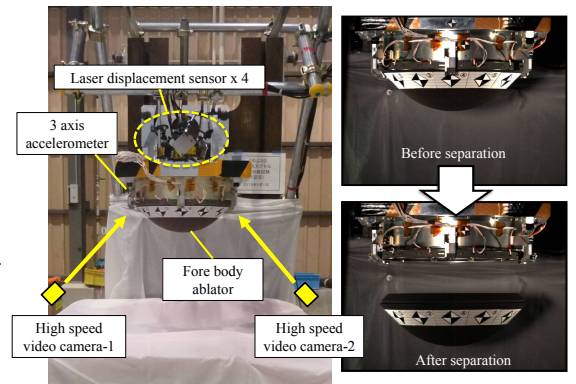 Laser displacement sensor x 4
3 axis
accelerometer
Fore body
ablator
High speed
video camera-1
High speed
video camera-2
Before separation
After separation